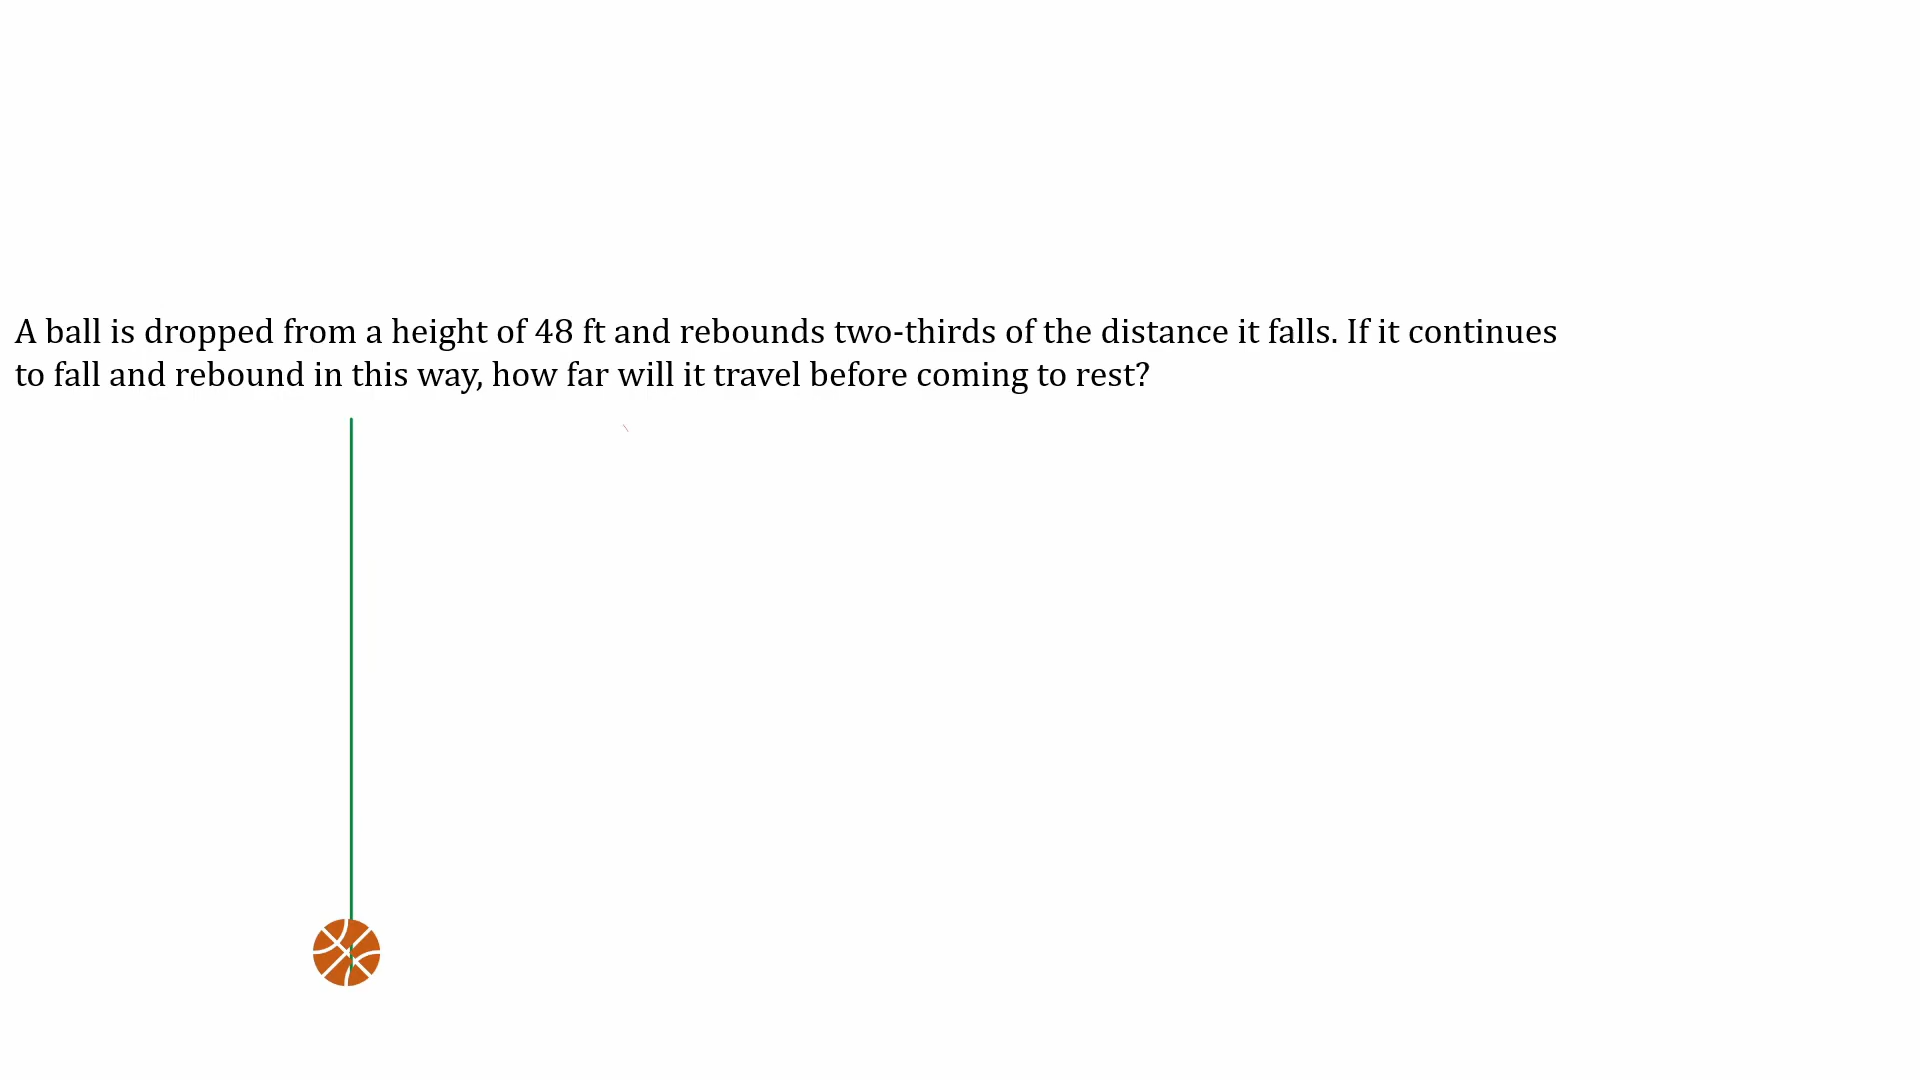 A ball is dropped from a height of 48 ft and rebounds two-thirds of the distance it falls. If it continues
to fall and rebound in this way, how far will it travel before coming to rest?